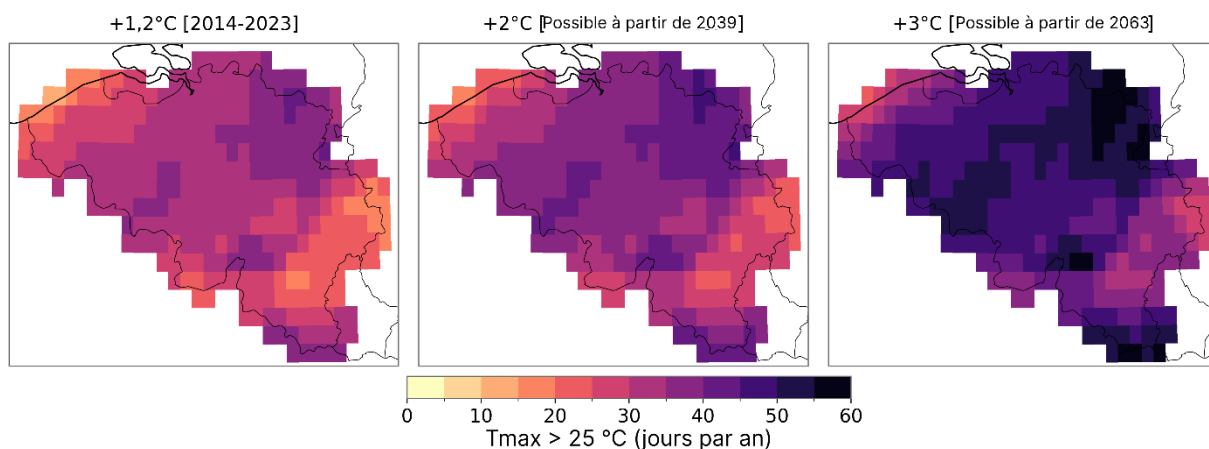 +1,2°C [2014-2023]
+2°C [Possible à partir de 2039]
+3°C [Possible à partir de 2063]
0 10 20 30 40 50 60
Tmax > 25 °C (jours par an)